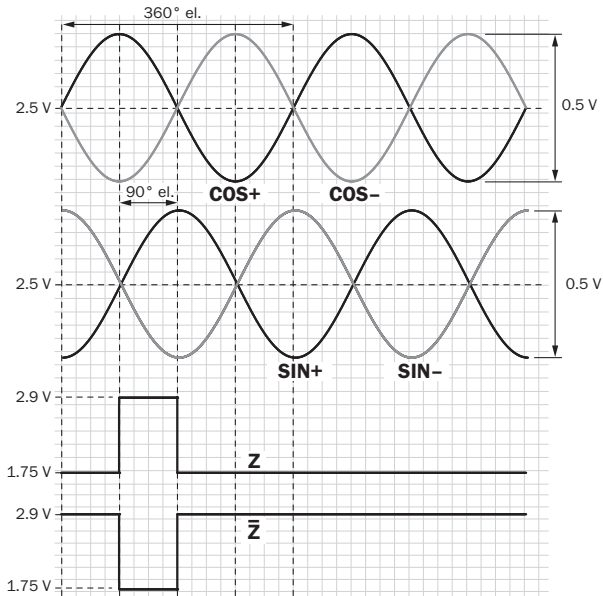 360° el.
2.5 V
0.5 V
COS+ COS–
90° el.
2.5 V
0.5 V
SIN+ SIN–
2.9 V
Z
1.75 V
2.9 V
Z̅
1.75 V